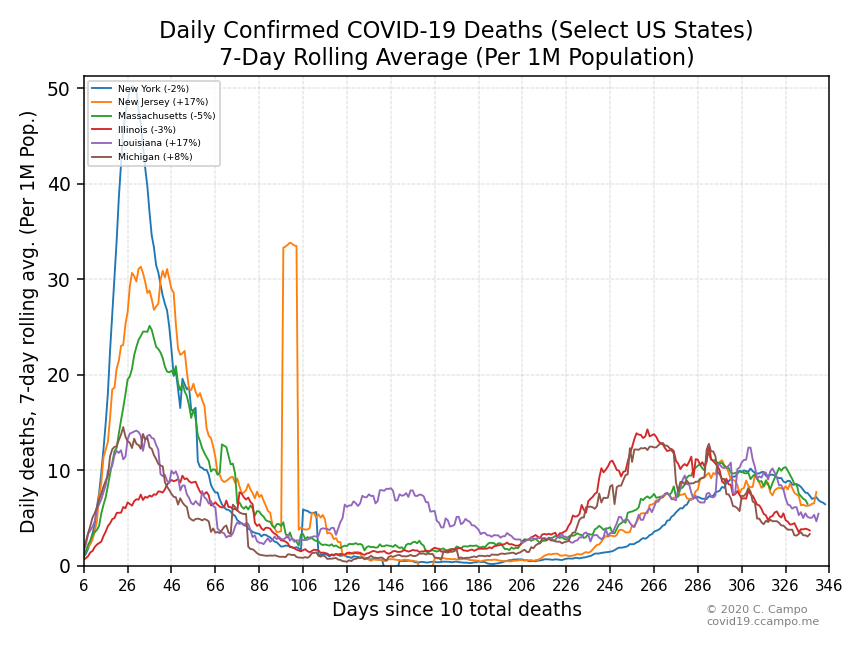 Daily Confirmed COVID-19 Deaths (Select US States)
7-Day Rolling Average (Per 1M Population)
Daily deaths, 7-day rolling avg. (Per 1M Pop.)
50
40
30
20
10
0
New York (-2%)
New Jersey (+17%)
Massachusetts (-5%)
Illinois (-3%)
Louisiana (+17%)
Michigan (+8%)
6 26 46 66 86 106 126 146 166 186 206 226 246 266 286 306 326 346
Days since 10 total deaths
© 2020 C. Campo
covid19.ccampo.me